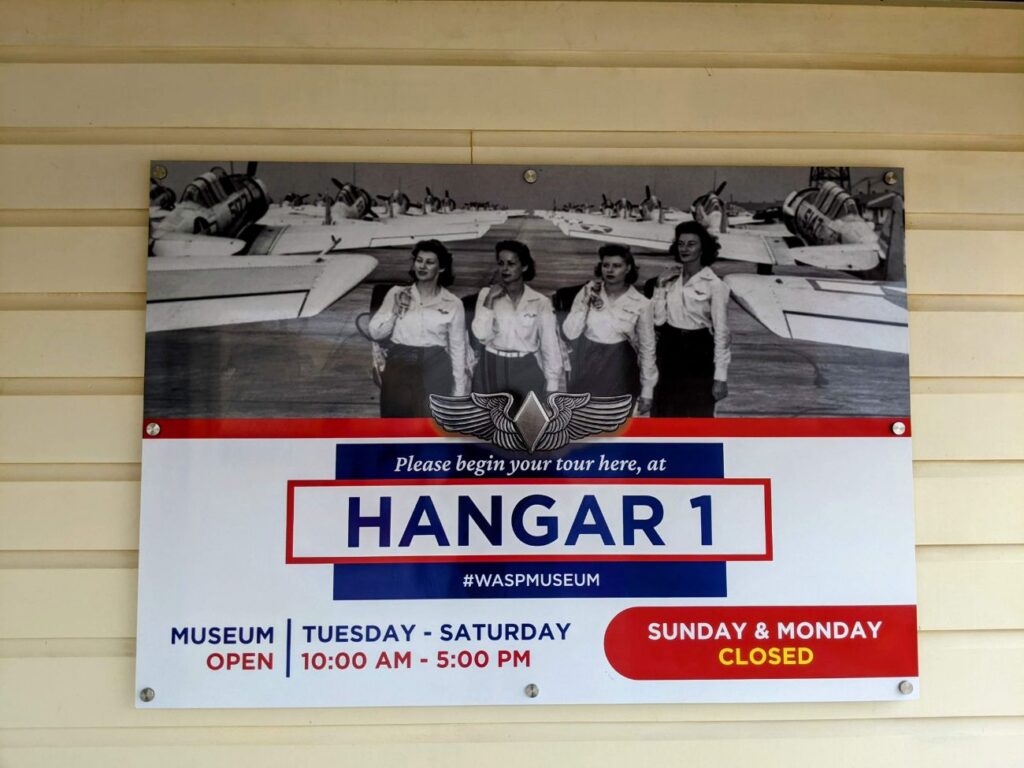 Please begin your tour here, at
HANGAR 1
#WASPMUSEUM
MUSEUM
OPEN
TUESDAY - SATURDAY
10:00 AM - 5:00 PM
SUNDAY & MONDAY
CLOSED